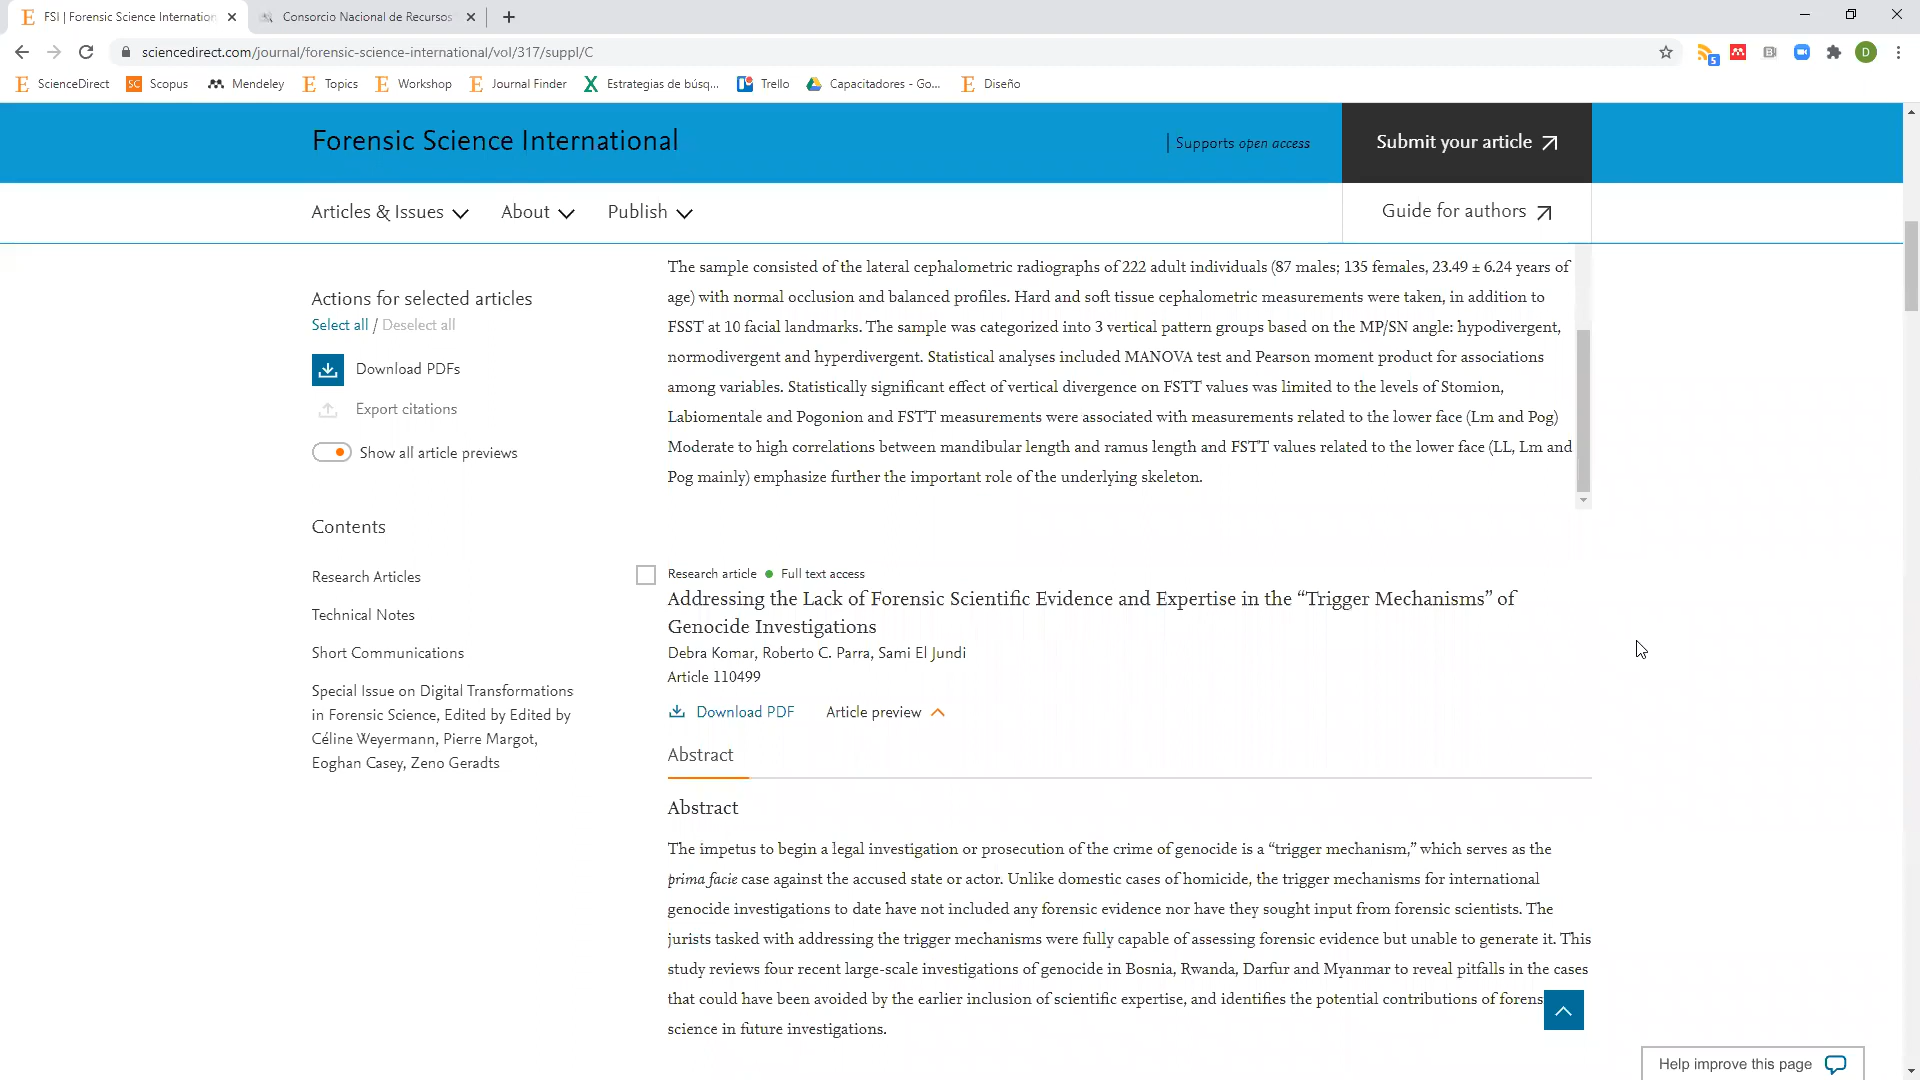 FSI | Forensic Science Internation
Consorcio Nacional de Recursos
sciencedirect.com/journal/forensic-science-international/vol/317/suppl/C
5
D
ScienceDirect
SC Scopus
Mendeley
Topics
Workshop
Journal Finder
Estrategias de búsq...
Trello
Capacitadores - Go...
Diseño
Forensic Science International
Supports open access
Submit your article
Articles & Issues
About
Publish
Guide for authors
Actions for selected articles
Select all / Deselect all
Download PDFs
Export citations
Show all article previews
Contents
Research Articles
Technical Notes
Short Communications
Special Issue on Digital Transformations
in Forensic Science, Edited by Edited by
Céline Weyermann, Pierre Margot,
Eoghan Casey, Zeno Geradts
The sample consisted of the lateral cephalometric radiographs of 222 adult individuals (87 males; 135 females, 23.49 ± 6.24 years of
age) with normal occlusion and balanced profiles. Hard and soft tissue cephalometric measurements were taken, in addition to
FSST at 10 facial landmarks. The sample was categorized into 3 vertical pattern groups based on the MP/SN angle: hypodivergent,
normodivergent and hyperdivergent. Statistical analyses included MANOVA test and Pearson moment product for associations
among variables. Statistically significant effect of vertical divergence on FSTT values was limited to the levels of Stomion,
Labiomentale and Pogonion and FSTT measurements were associated with measurements related to the lower face (Lm and Pog)
Moderate to high correlations between mandibular length and ramus length and FSTT values related to the lower face (LL, Lm and
Pog mainly) emphasize further the important role of the underlying skeleton.
Research article ● Full text access
Addressing the Lack of Forensic Scientific Evidence and Expertise in the “Trigger Mechanisms” of
Genocide Investigations
Debra Komar, Roberto C. Parra, Sami El Jundi
Article 110499
Download PDF
Article preview
Abstract
Abstract
The impetus to begin a legal investigation or prosecution of the crime of genocide is a “trigger mechanism,” which serves as the
prima facie case against the accused state or actor. Unlike domestic cases of homicide, the trigger mechanisms for international
genocide investigations to date have not included any forensic evidence nor have they sought input from forensic scientists. The
jurists tasked with addressing the trigger mechanisms were fully capable of assessing forensic evidence but unable to generate it. This
study reviews four recent large-scale investigations of genocide in Bosnia, Rwanda, Darfur and Myanmar to reveal pitfalls in the cases
that could have been avoided by the earlier inclusion of scientific expertise, and identifies the potential contributions of forens
science in future investigations.
Help improve this page